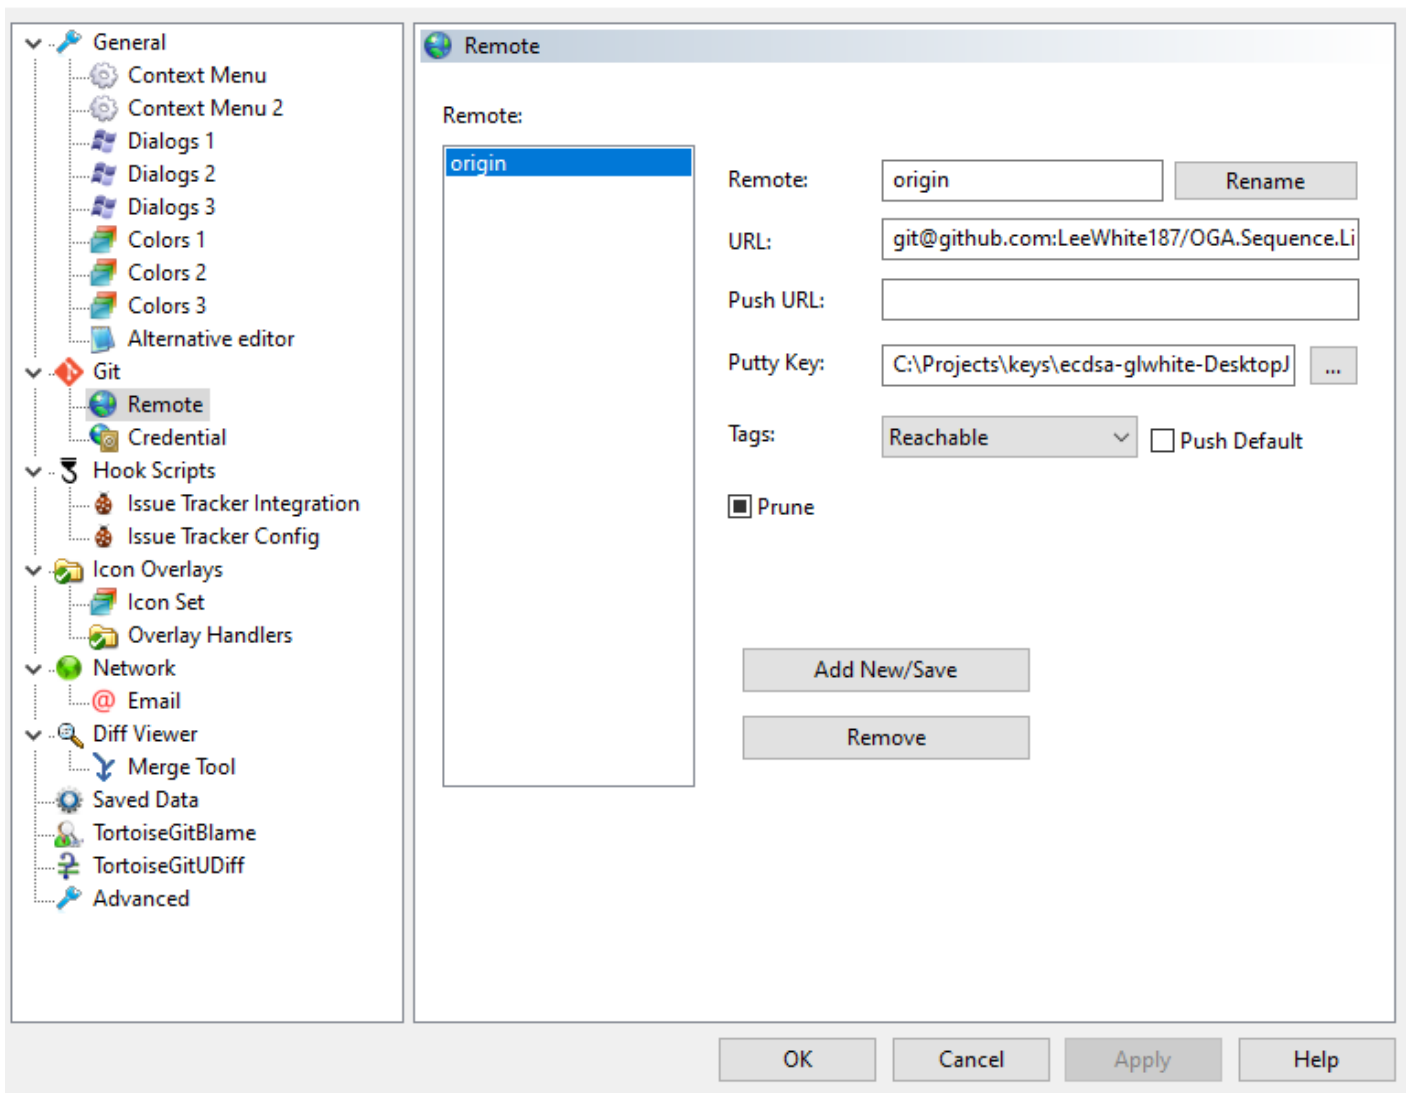 General
Context Menu
Context Menu 2
Dialogs 1
Dialogs 2
Dialogs 3
Colors 1
Colors 2
Colors 3
Alternative editor
Git
Remote
Credential
Hook Scripts
Issue Tracker Integration
Issue Tracker Config
Icon Overlays
Icon Set
Overlay Handlers
Network
@ Email
Diff Viewer
Merge Tool
Saved Data
TortoiseGitBlame
TortoiseGitUDiff
Advanced
Remote
Remote:
origin
Remote: origin Rename
URL: git@github.com:LeeWhite187/OGA.Sequence.Li
Push URL:
Putty Key: C:\Projects\keys\ecdsa-glwhite-DesktopJ ...
Tags: Reachable Push Default
Prune
Add New/Save
Remove
OK Cancel Apply Help